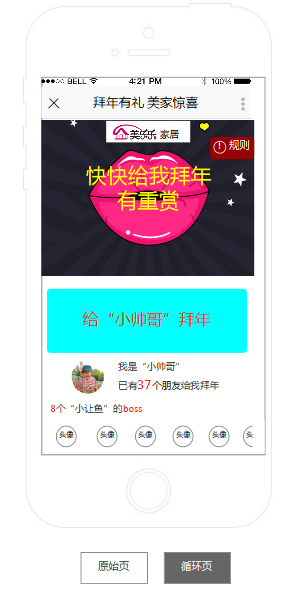 BELL 4:21 PM 100%
拜年有礼 美家惊喜
美乐乐 家居
规则
快快给我拜年
有重赏
给“小帅哥”拜年
我是“小帅哥”
已有37个朋友给我拜年
8个“小让鱼”的boss
头像 头像 头像 头像 头像 头像
原始页 循环页